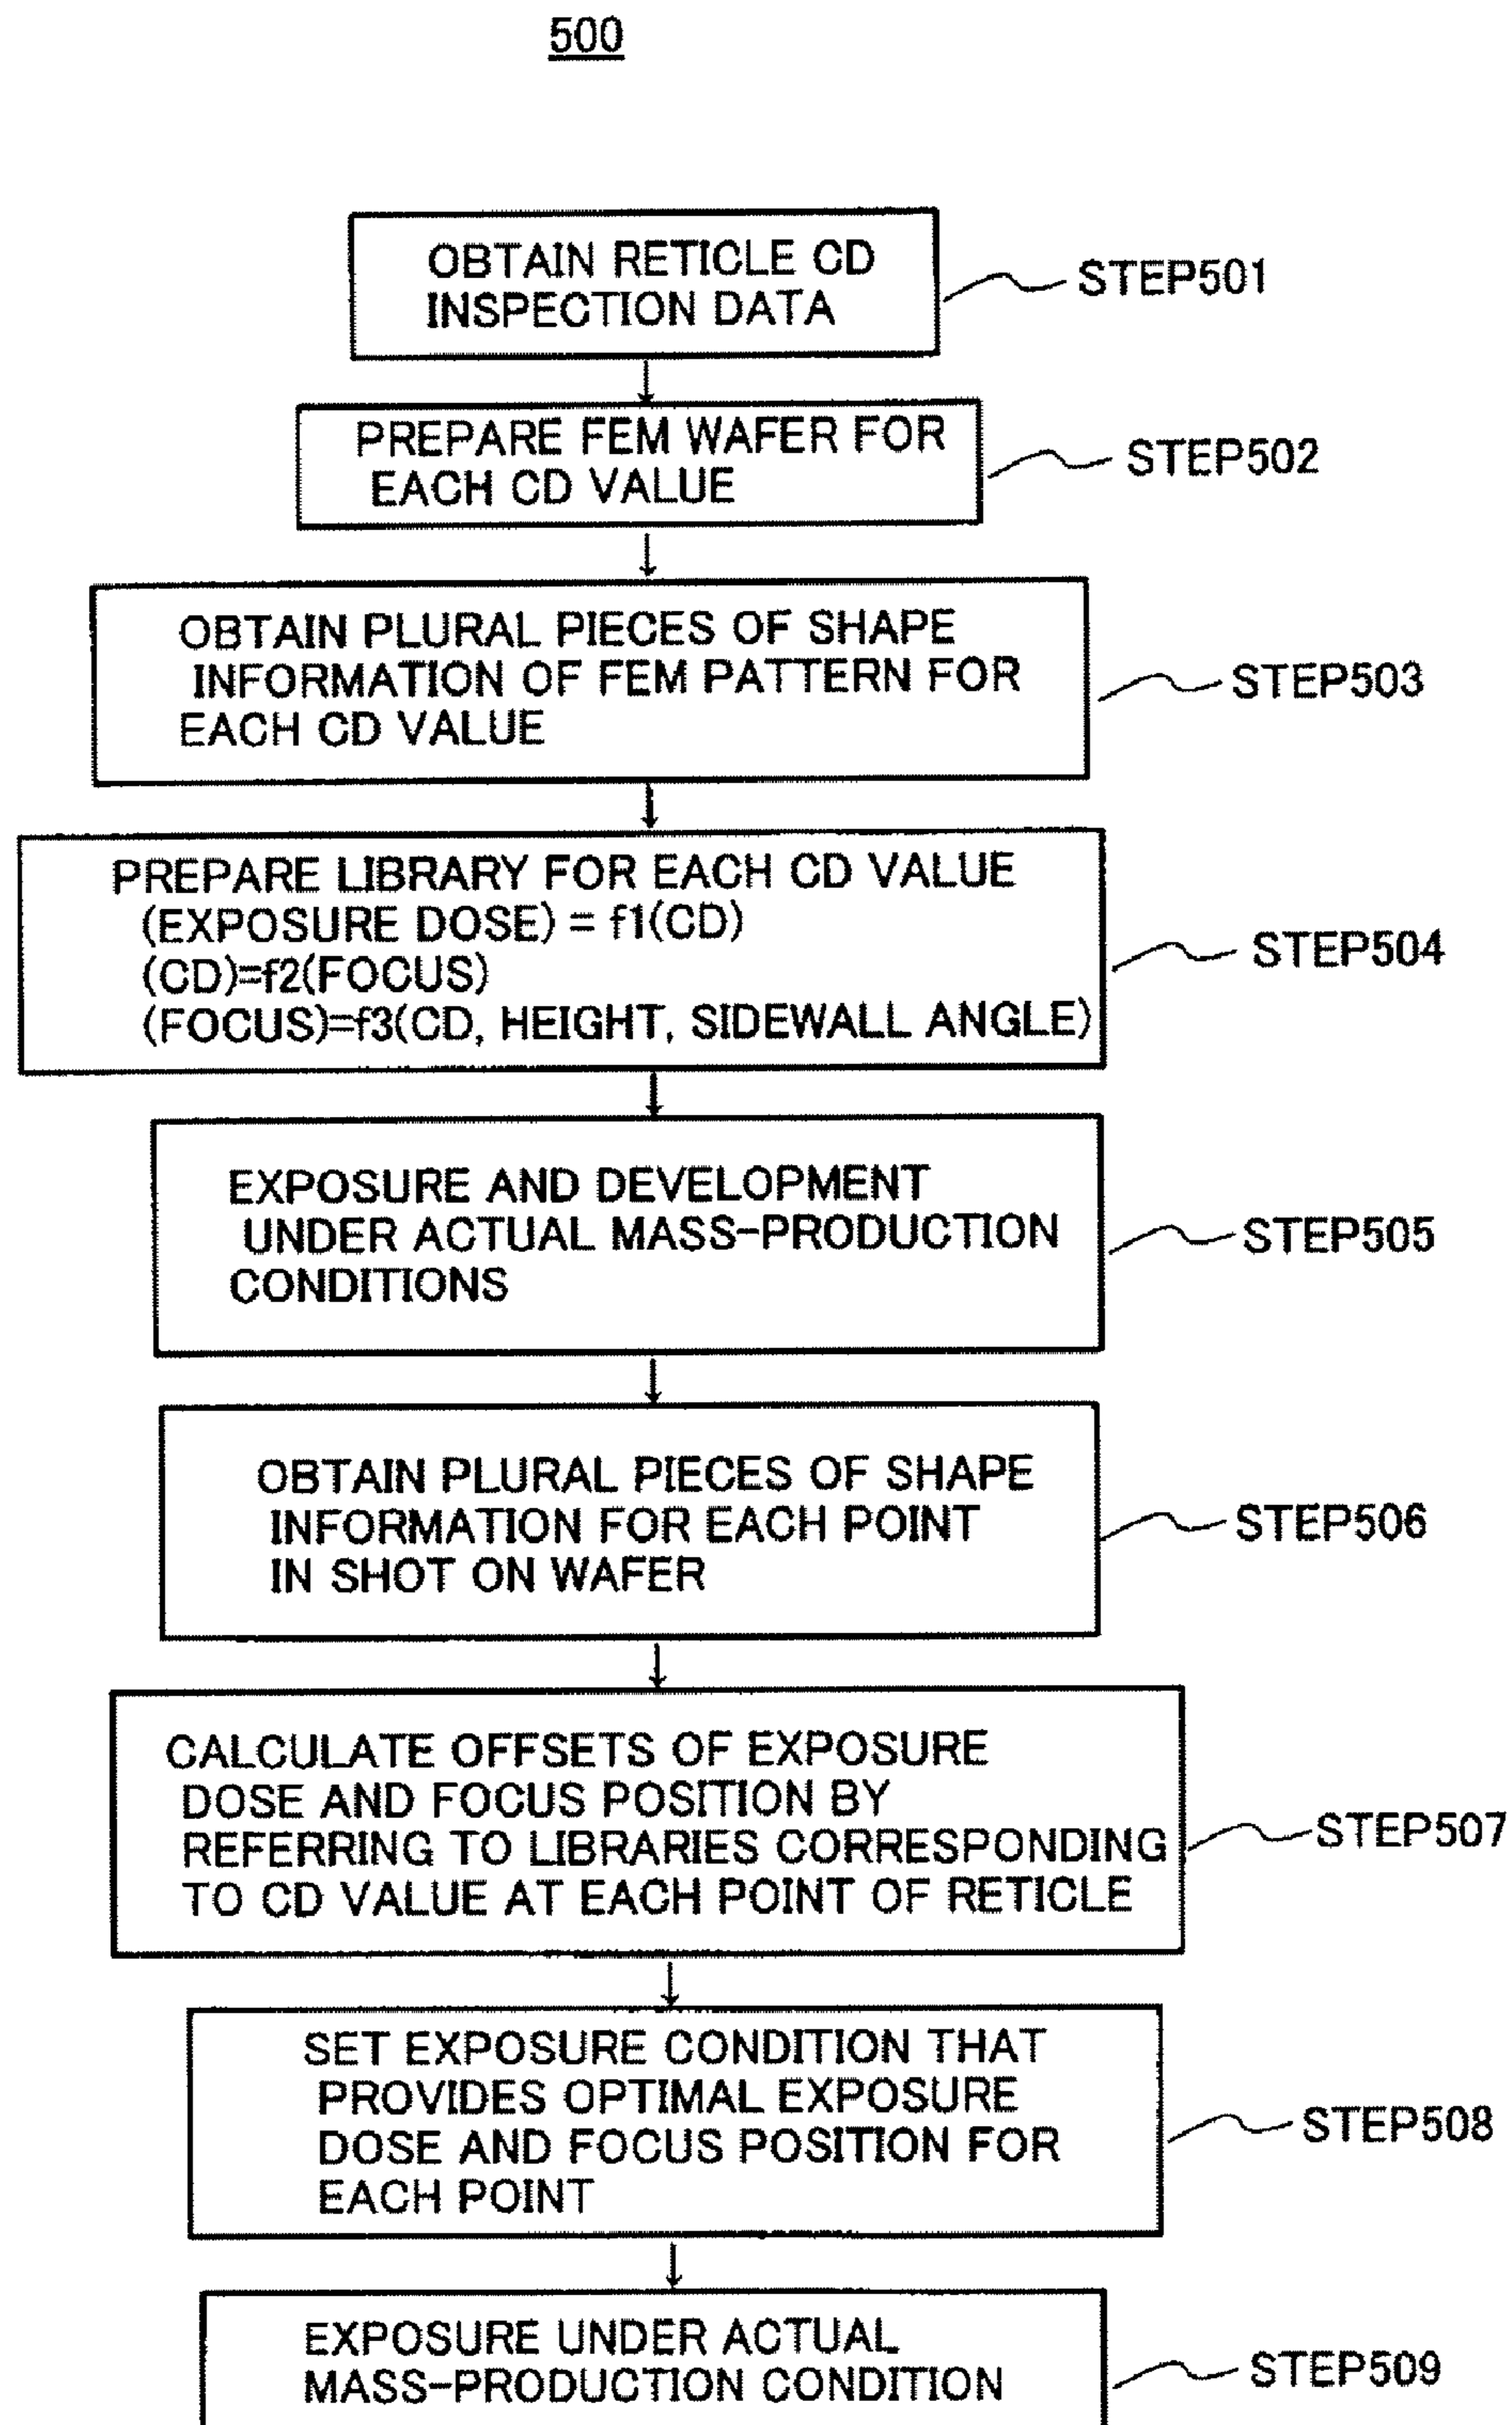 500
OBTAIN RETICLE CD
INSPECTION DATA
STEP501
PREPARE FEM WAFER FOR
EACH CD VALUE
STEP502
OBTAIN PLURAL PIECES OF SHAPE
INFORMATION OF FEM PATTERN FOR
EACH CD VALUE
STEP503
PREPARE LIBRARY FOR EACH CD VALUE
(EXPOSURE DOSE) = f1(CD)
(CD)=f2(FOCUS)
(FOCUS)=f3(CD, HEIGHT, SIDEWALL ANGLE)
STEP504
EXPOSURE AND DEVELOPMENT
UNDER ACTUAL MASS-PRODUCTION
CONDITIONS
STEP505
OBTAIN PLURAL PIECES OF SHAPE
INFORMATION FOR EACH POINT
IN SHOT ON WAFER
STEP506
CALCULATE OFFSETS OF EXPOSURE
DOSE AND FOCUS POSITION BY
REFERRING TO LIBRARIES CORRESPONDING
TO CD VALUE AT EACH POINT OF RETICLE
STEP507
SET EXPOSURE CONDITION THAT
PROVIDES OPTIMAL EXPOSURE
DOSE AND FOCUS POSITION FOR
EACH POINT
STEP508
EXPOSURE UNDER ACTUAL
MASS-PRODUCTION CONDITION
STEP509